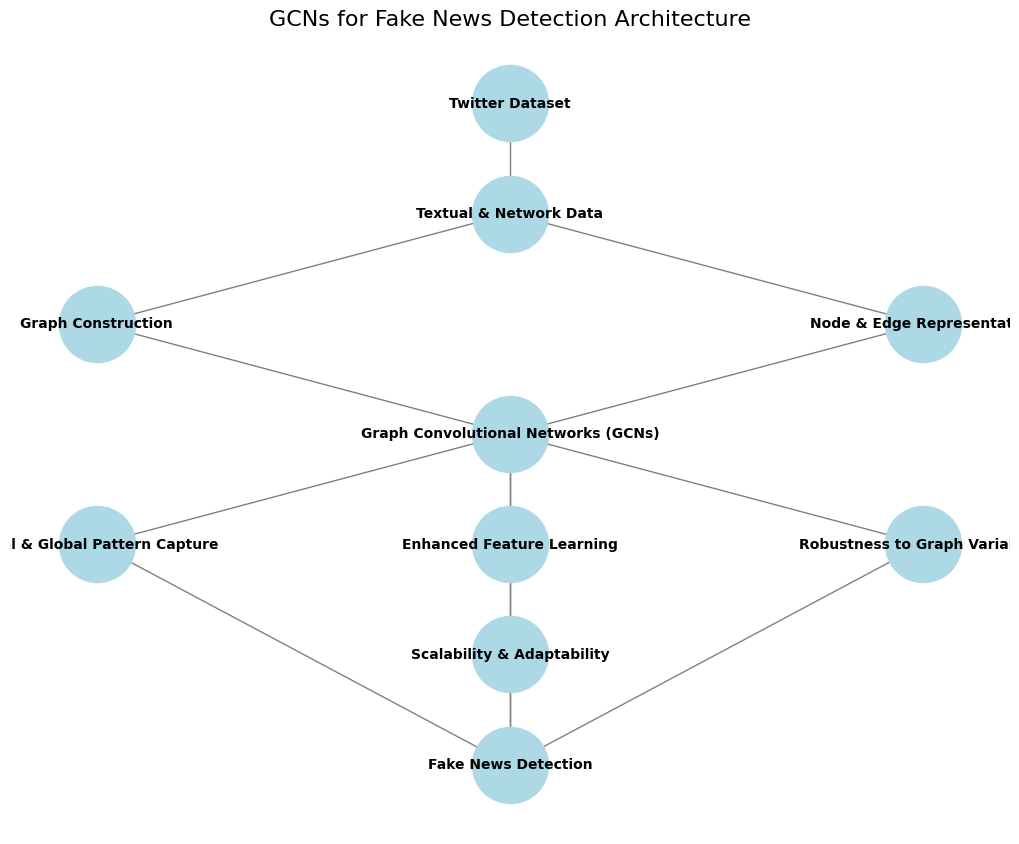 GCNs for Fake News Detection Architecture
Twitter Dataset
Textual & Network Data
Graph Construction
Node & Edge Representat
Graph Convolutional Networks (GCNs)
l & Global Pattern Capture
Enhanced Feature Learning
Robustness to Graph Varia
Scalability & Adaptability
Fake News Detection